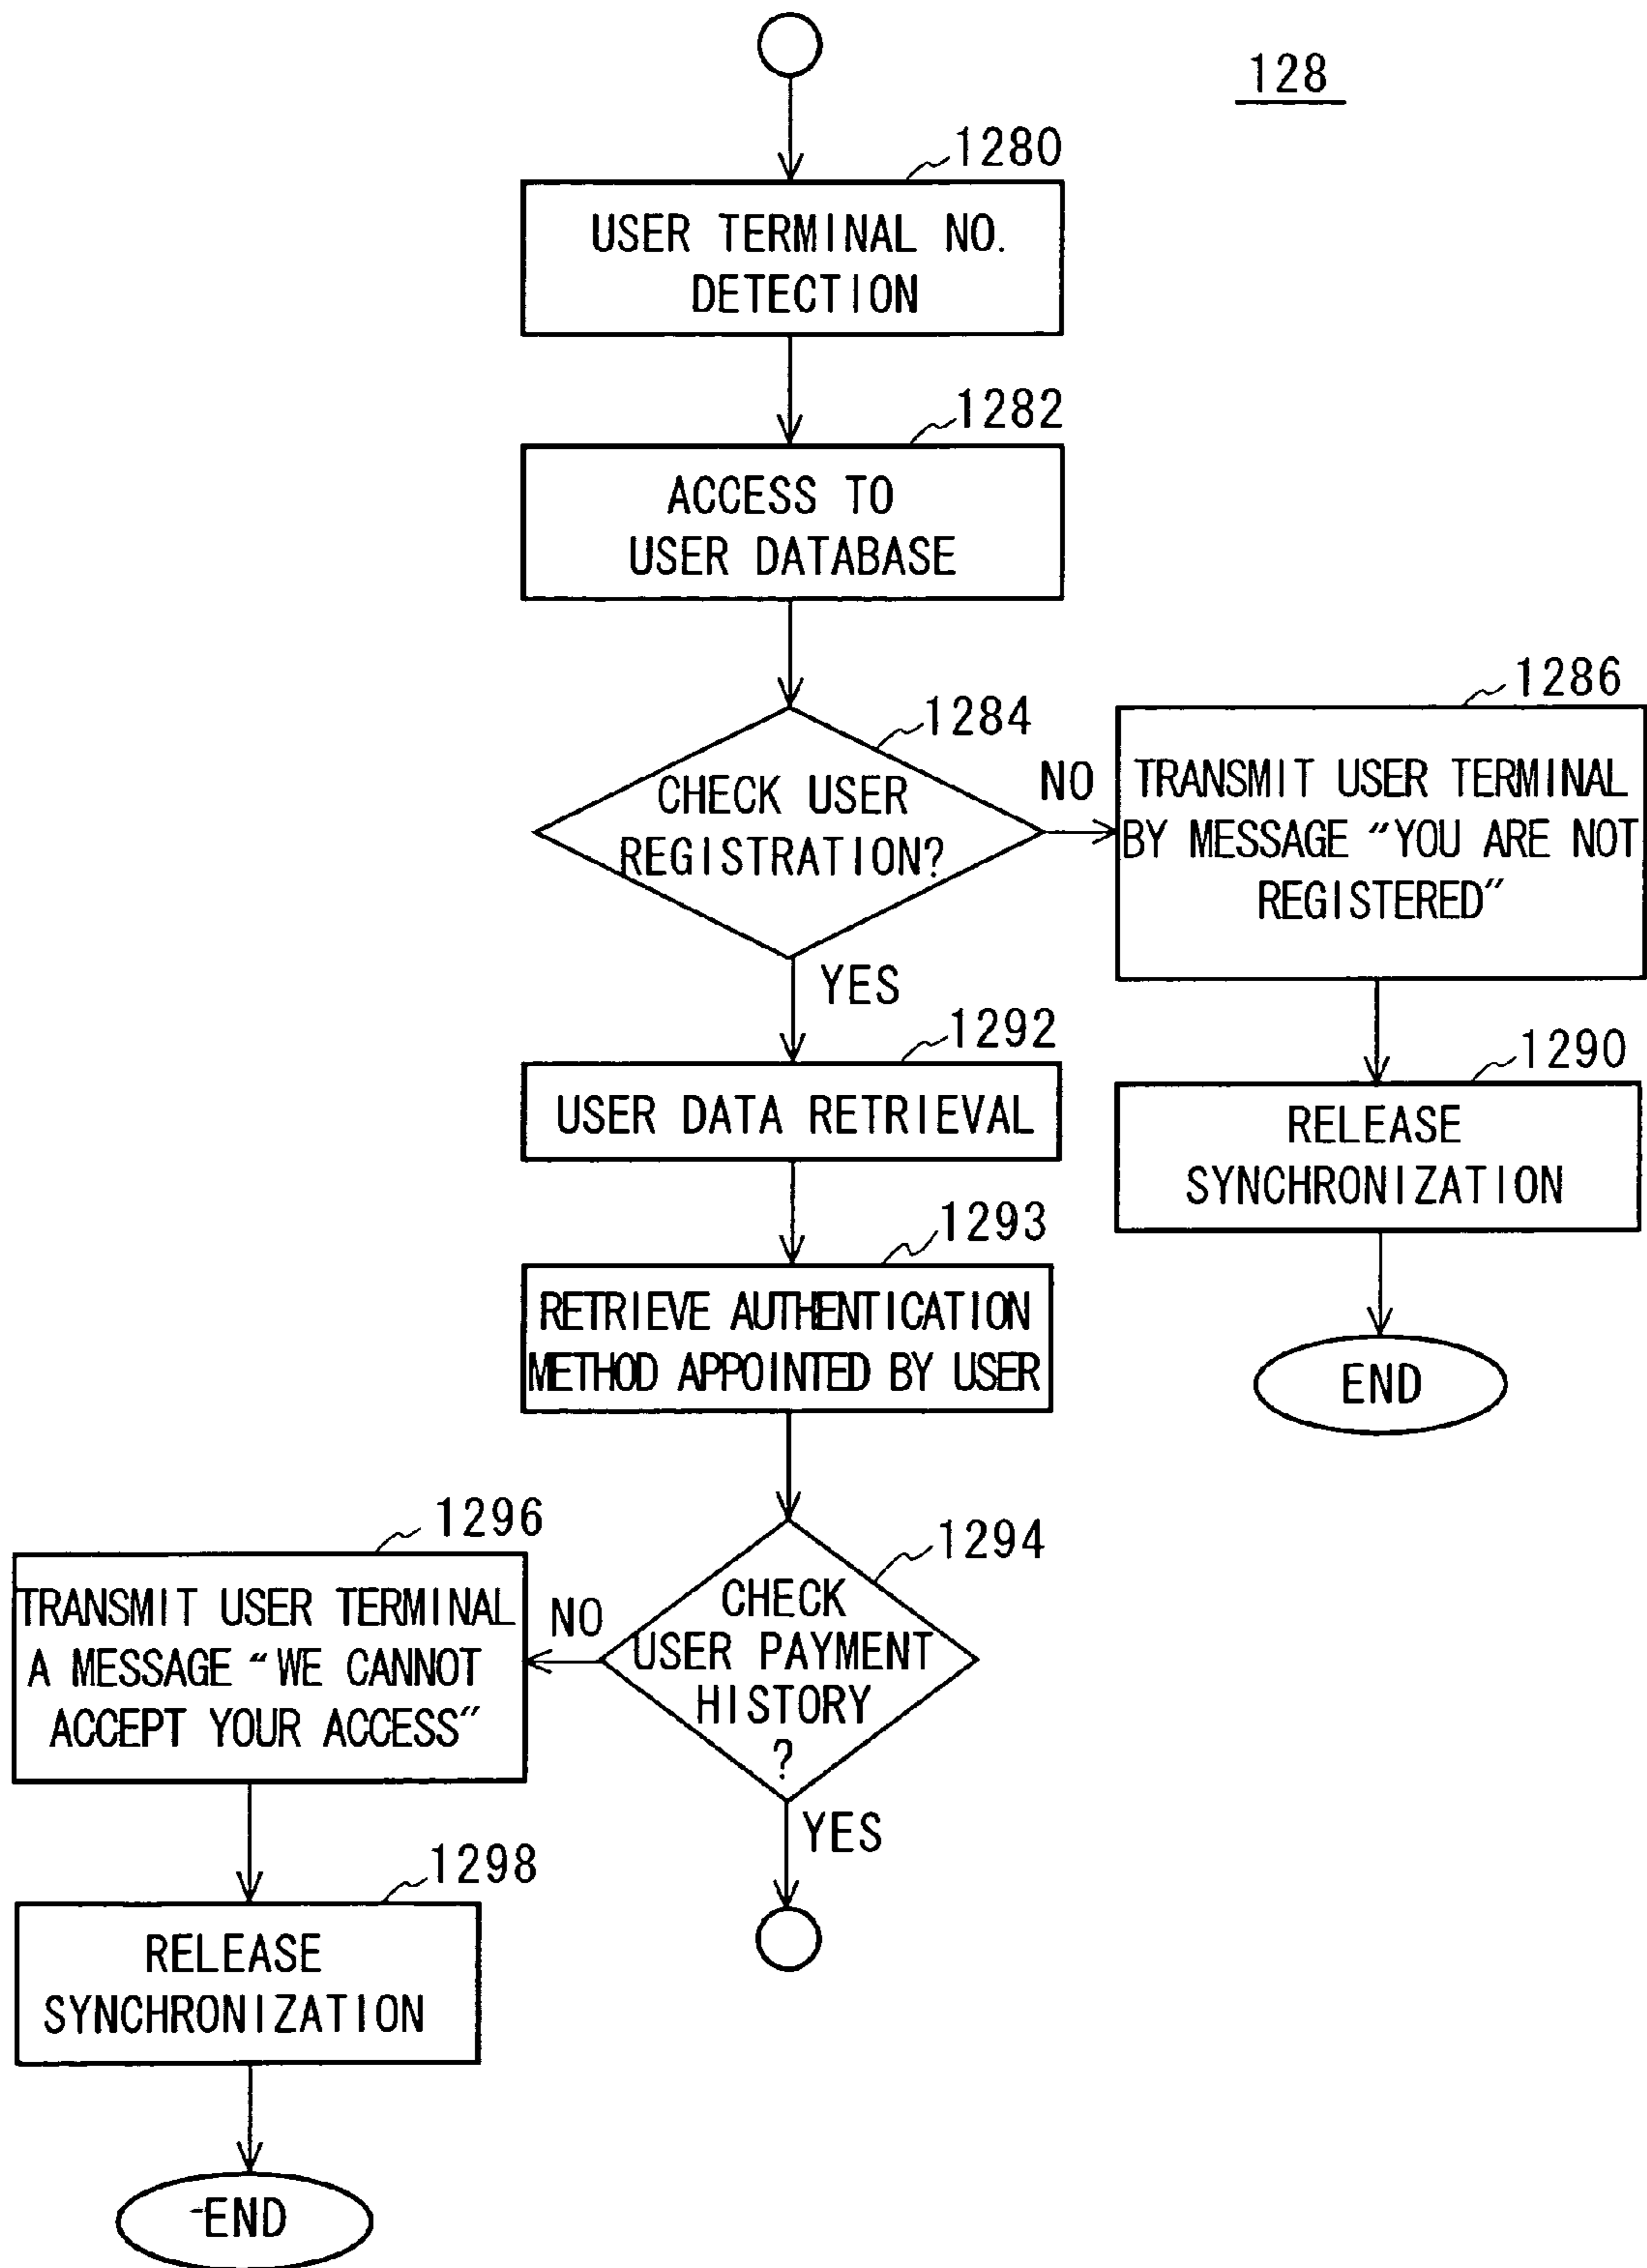 128
1280
USER TERMINAL NO.
DETECTION
1282
ACCESS TO
USER DATABASE
1284
CHECK USER
REGISTRATION?
NO
1286
TRANSMIT USER TERMINAL
BY MESSAGE "YOU ARE NOT
REGISTERED"
YES
1290
RELEASE
SYNCHRONIZATION
END
1292
USER DATA RETRIEVAL
1293
RETRIEVE AUTHENTICATION
METHOD APPOINTED BY USER
1294
CHECK
USER PAYMENT
HISTORY
?
NO
1296
TRANSMIT USER TERMINAL
A MESSAGE "WE CANNOT
ACCEPT YOUR ACCESS"
YES
1298
RELEASE
SYNCHRONIZATION
END